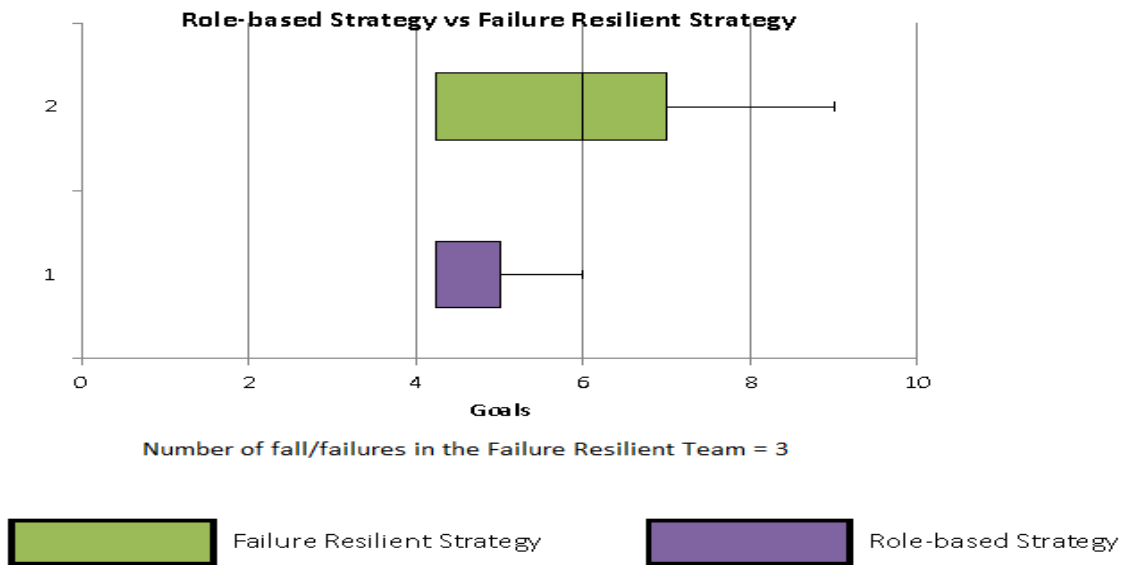 Role-based Strategy vs Failure Resilient Strategy
2
1
0 2 4 6 8 10
Goals
Number of fall/failures in the Failure Resilient Team = 3
Failure Resilient Strategy Role-based Strategy